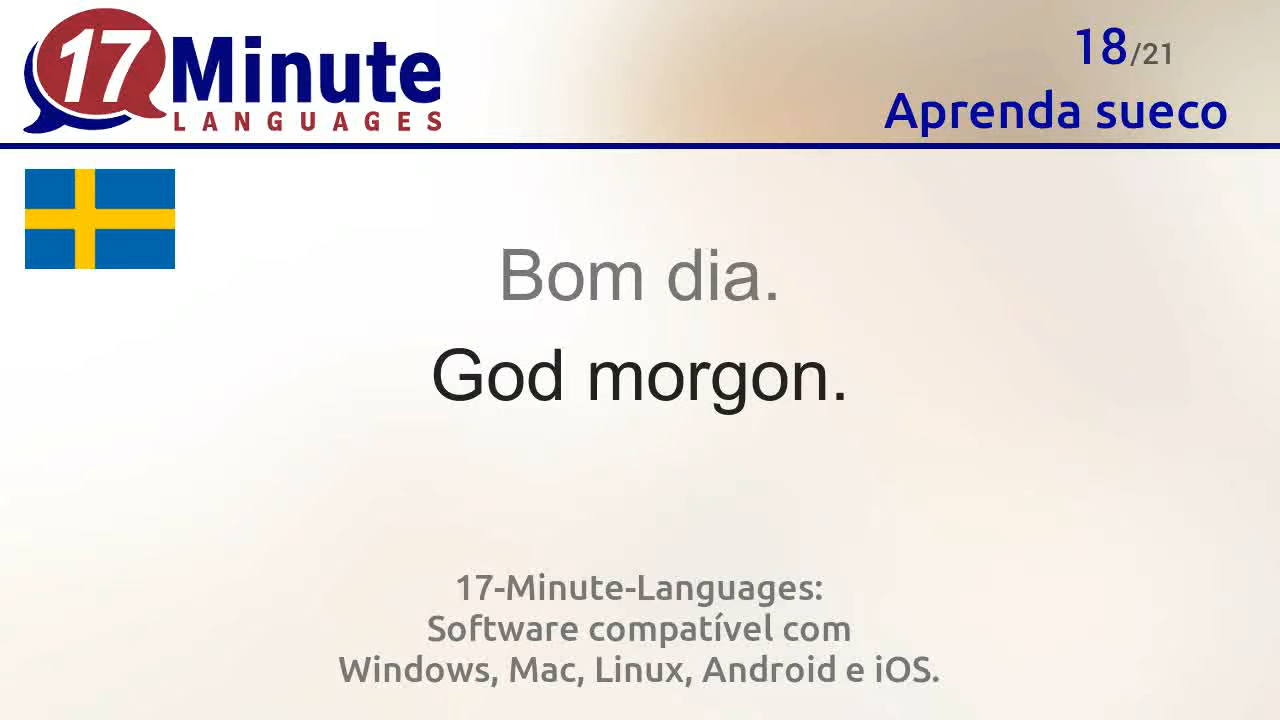 17 Minute
LANGUAGES
18/21
Aprenda sueco
Bom dia.
God morgon.
17-Minute-Languages:
Software compatível com
Windows, Mac, Linux, Android e iOS.